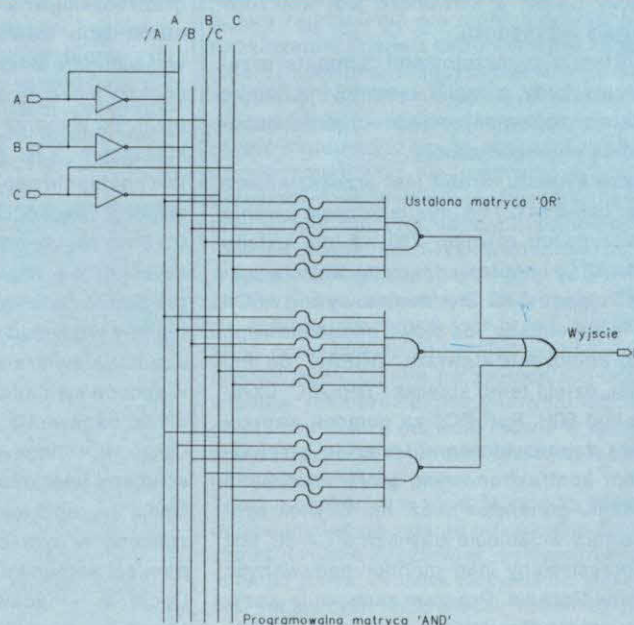 A B C
/A /B /C
A
B
C
Ustalona matryca 'OR'
Wyjscie
Programowalna matryca 'AND'